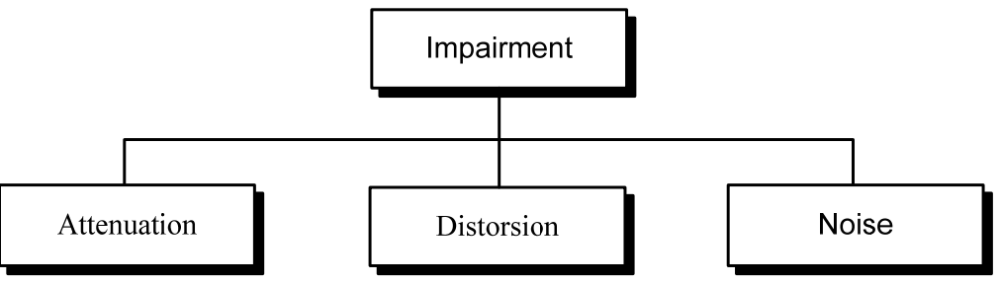 Impairment
Attenuation
Distorsion
Noise